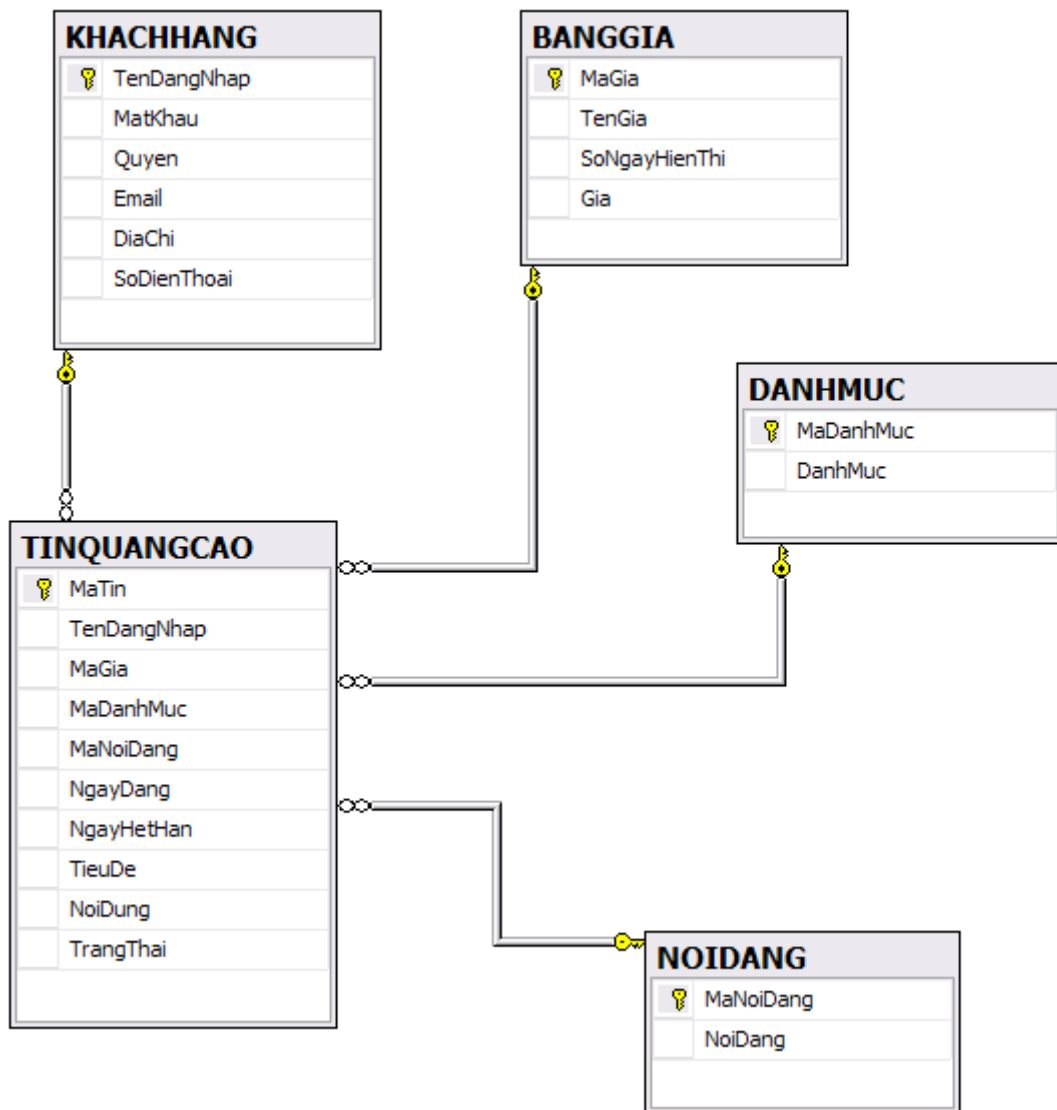 KHACHHANG
TenDangNhap
MatKhau
Quyen
Email
DiaChi
SoDienThoai
BANGGIA
MaGia
TenGia
SoNgayHienThi
Gia
DANHMUC
MaDanhMuc
DanhMuc
TINQUANGCAO
MaTin
TenDangNhap
MaGia
MaDanhMuc
MaNoiDang
NgayDang
NgayHetHan
TieuDe
NoiDung
TrangThai
NOIDANG
MaNoiDang
NoiDang